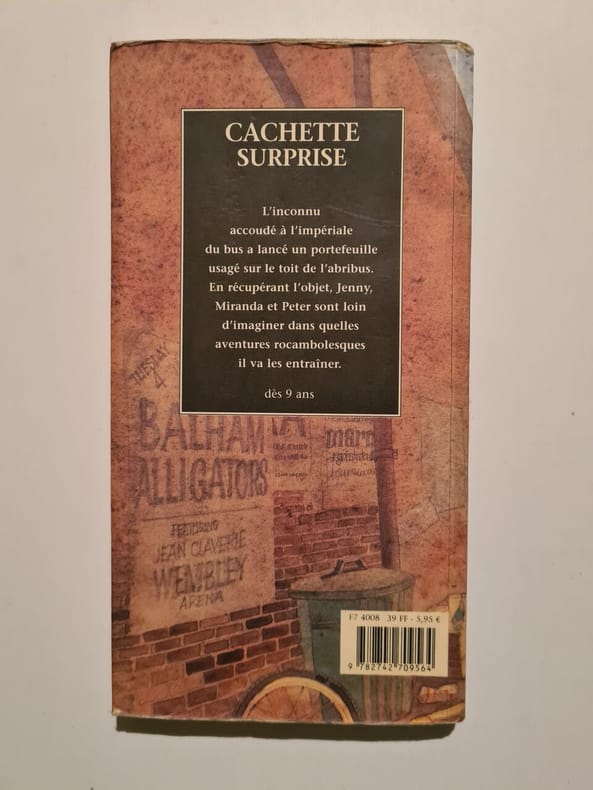 CACHETTE
SURPRISE
L'inconnu
accoudé à l'impériale
du bus a lancé un portefeuille
usagé sur le toit de l'abribus.
En récupérant l'objet, Jenny,
Miranda et Peter sont loin
d'imaginer dans quelles
aventures rocambolesques
il va les entraîner.
dès 9 ans
TUESDAY
4
BALHAM
ALLIGATORS
FEATURING
JEAN CLAVERIE
WEMBLEY
ARENA
F7 4008 39 FF - 5,95 €
9 782742 709564